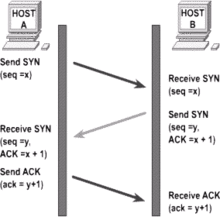 HOST
A
HOST
B
Send SYN
(seq =x)
Receive SYN
(seq =x)
Send SYN
(seq =y,
ACK =x + 1)
Receive SYN
(seq =y,
ACK =x + 1)
Send ACK
(ack = y+1)
Receive ACK
(ack = y+1)